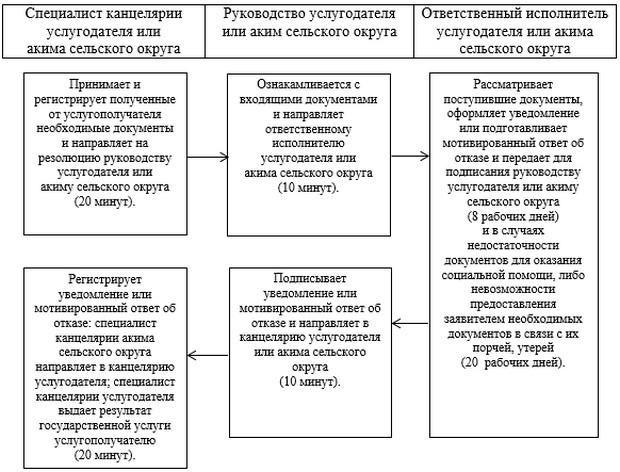 Специалист канцелярии
услугодателя или
акима сельского округа
Руководство услугодателя
или аким сельского округа
Ответственный исполнитель
услугодателя или акима
сельского округа
Принимает и
регистрирует полученные
от услугополучателя
необходимые документы
и направляет на
резолюцию руководству
услугодателя или
акиму сельского округа
(20 минут).
Ознакамливается с
входящими документами
и направляет
ответственному
исполнителю
услугодателя или
акима сельского округа
(10 минут).
Рассматривает
поступившие документы,
оформляет уведомление
или подготавливает
мотивированный ответ об
отказе и передает для
подписания руководству
услугодателя или акиму
сельского округа
(8 рабочих дней)
и в случаях
недостаточности
документов для оказания
социальной помощи, либо
невозможности
предоставления
заявителем необходимых
документов в связи с их
порчей, утерей
(20 рабочих дней).
Регистрирует
уведомление или
мотивированный ответ об
отказе: специалист
канцелярии акима
сельского округа
направляет в канцелярию
услугодателя; специалист
канцелярии услугодателя
выдает результат
государственной услуги
услугополучателю
(20 минут).
Подписывает
уведомление или
мотивированный ответ об
отказе и направляет в
канцелярию услугодателя
или акима сельского
округа
(10 минут).